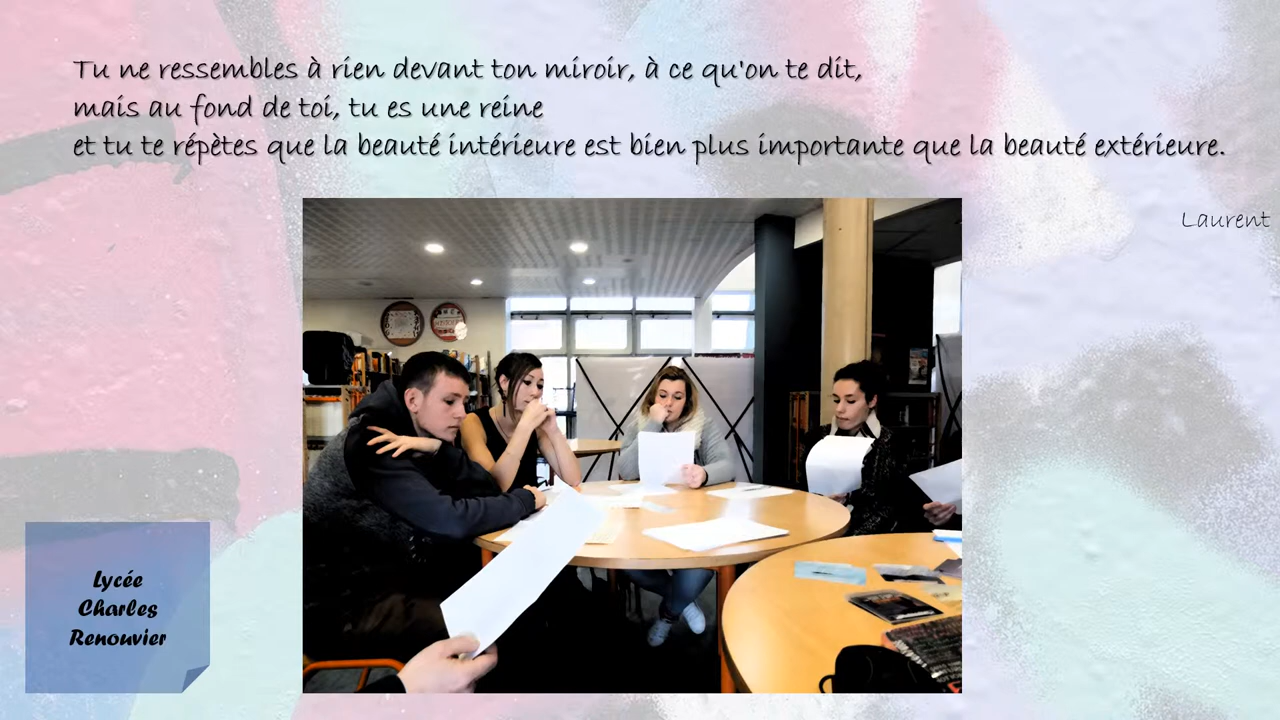 Tu ne ressembles à rien devant ton miroir, à ce qu'on te dit,
mais au fond de toi, tu es une reine
et tu te répètes que la beauté intérieure est bien plus importante que la beauté extérieure.
Laurent
Lycée
Charles
Renouvier